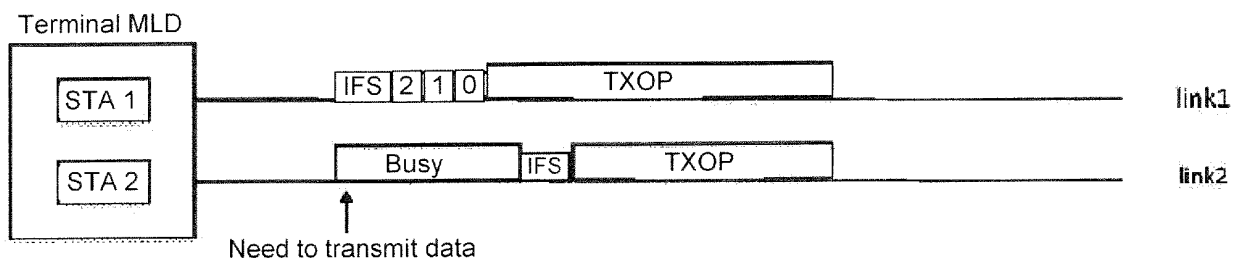 Terminal MLD
STA 1
IFS 2 1 0 TXOP
link1
STA 2
Busy IFS TXOP
link2
Need to transmit data